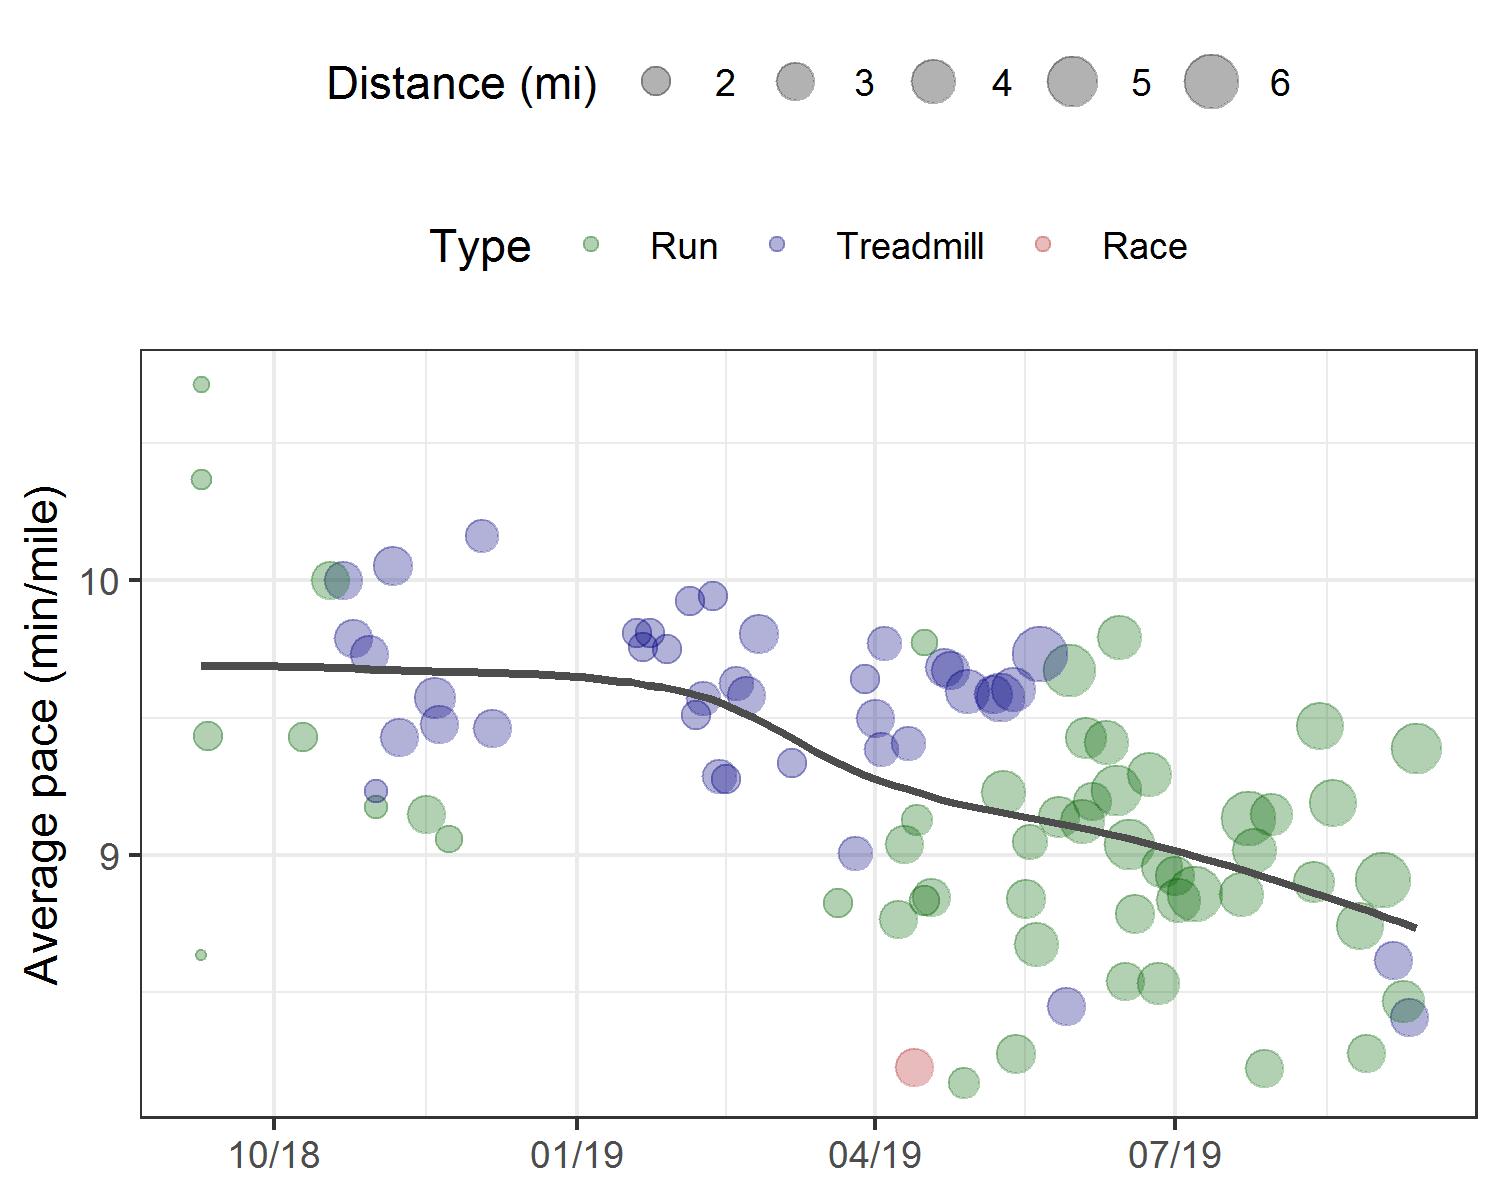 Distance (mi) 2 3 4 5 6
Type Run Treadmill Race
Average pace (min/mile)
10
9
10/18 01/19 04/19 07/19